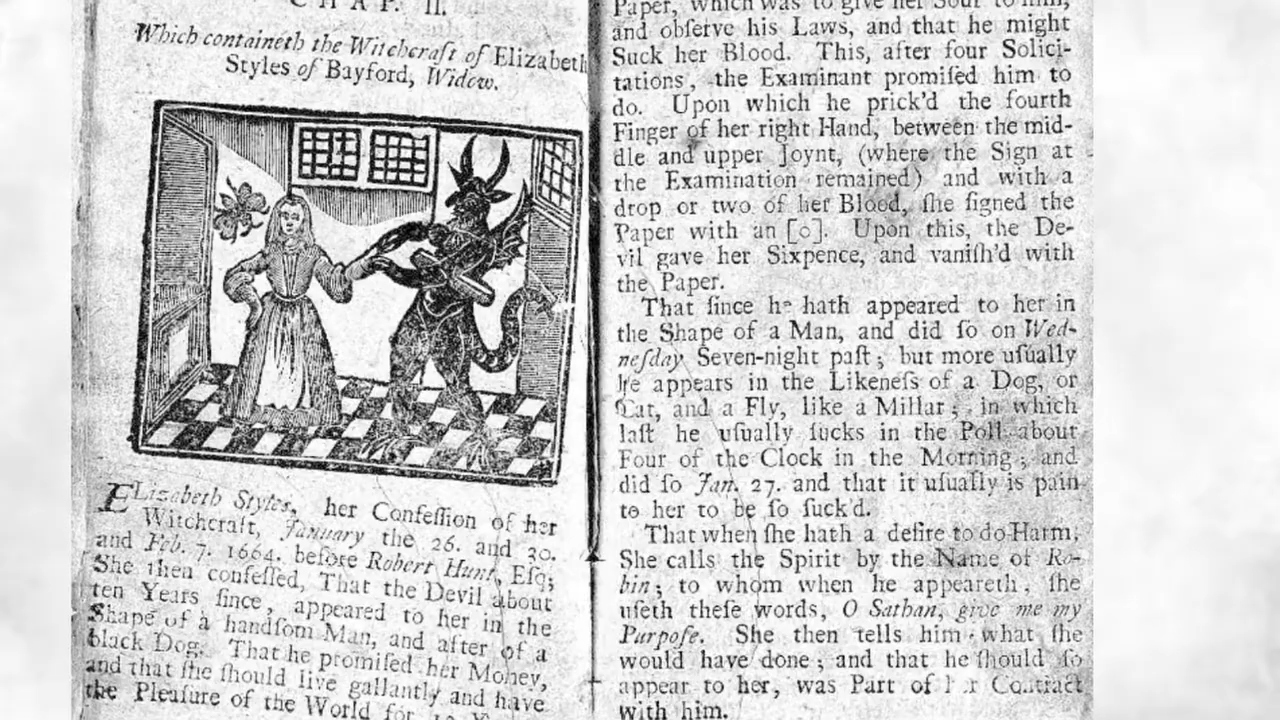 CHAP. II.
Which containeth the Witchcraſt of Elizabeth
Styles of Bayford, Widow.
ELizabeth Styles, her Confeſſion of her
Witchcraft, January the 26. and 30.
and Feb. 7. 1664. before Robert Hunt, Eſq;
She then confeſſed, That the Devil about
ten Years ſince, appeared to her in the
Shape of a handſom Man, and after of a
black Dog. That he promiſed her Money,
and that ſhe ſhould live gallantly and have
the Pleaſure of the World for
Paper, which was to give her Soul to him,
and obſerve his Laws, and that he might
Suck her Blood. This, after four Solici-
tations, the Examinant promiſed him to
do. Upon which he prick'd the fourth
Finger of her right Hand, between the mid-
dle and upper Joynt, (where the Sign at
the Examination remained) and with a
drop or two of her Blood, ſhe ſigned the
Paper with an [o]. Upon this, the De-
vil gave her Sixpence, and vaniſh'd with
the Paper.
That ſince he hath appeared to her in
the Shape of a Man, and did ſo on Wed-
neſday Seven-night paſt; but more uſually
he appears in the Likeneſs of a Dog, or
Cat, and a Fly, like a Millar; in which
laſt he uſually ſucks in the Poll about
Four of the Clock in the Morning; and
did ſo Jan. 27. and that it uſually is pain
to her to be ſo ſuck'd.
That when ſhe hath a deſire to do Harm,
She calls the Spirit by the Name of Ro-
bin; to whom when he appeareth, ſhe
uſeth theſe words, O Sathan, give me my
Purpoſe. She then tells him what ſhe
would have done; and that he ſhould ſo
appear to her, was Part of her Contract
with him.